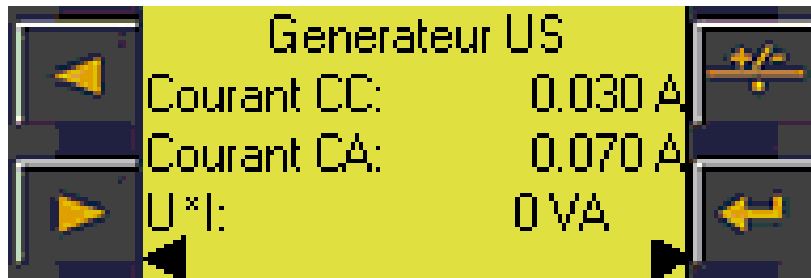 Generateur US
Courant CC: 0.030 A
Courant CA: 0.070 A
U*I: 0 VA
+/-